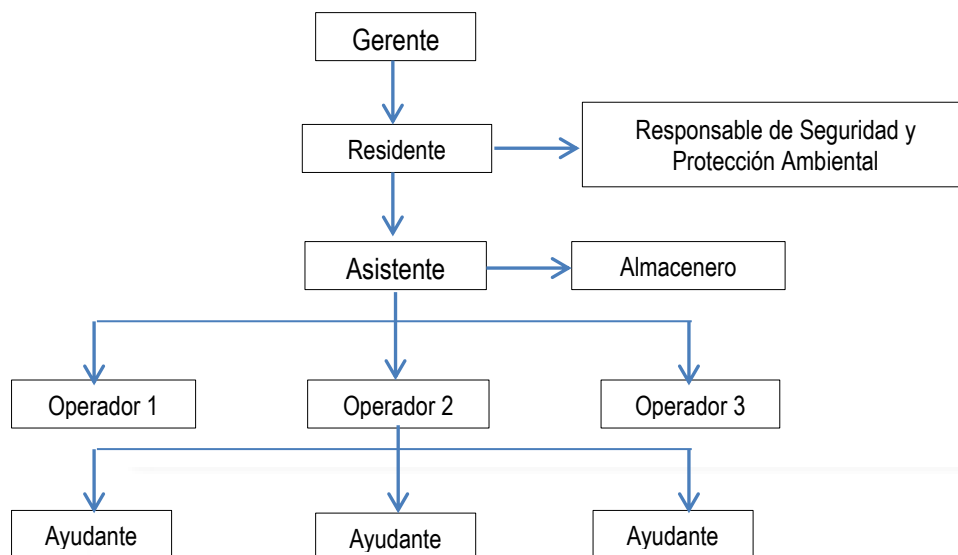 Gerente
Residente
Responsable de Seguridad y
Protección Ambiental
Asistente
Almacenero
Operador 1
Operador 2
Operador 3
Ayudante
Ayudante
Ayudante